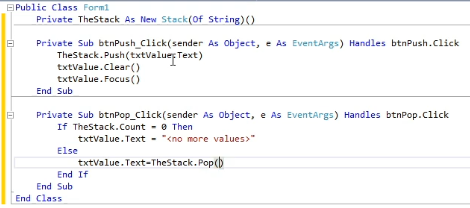 Public Class Form1
Private TheStack As New Stack(Of String)()
Private Sub btnPush_Click(sender As Object, e As EventArgs) Handles btnPush.Click
TheStack.Push(txtValue.Text)
txtValue.Clear()
txtValue.Focus()
End Sub
Private Sub btnPop_Click(sender As Object, e As EventArgs) Handles btnPop.Click
If TheStack.Count = 0 Then
txtValue.Text = "<no more values>"
Else
txtValue.Text=TheStack.Pop()
End If
End Sub
End Class